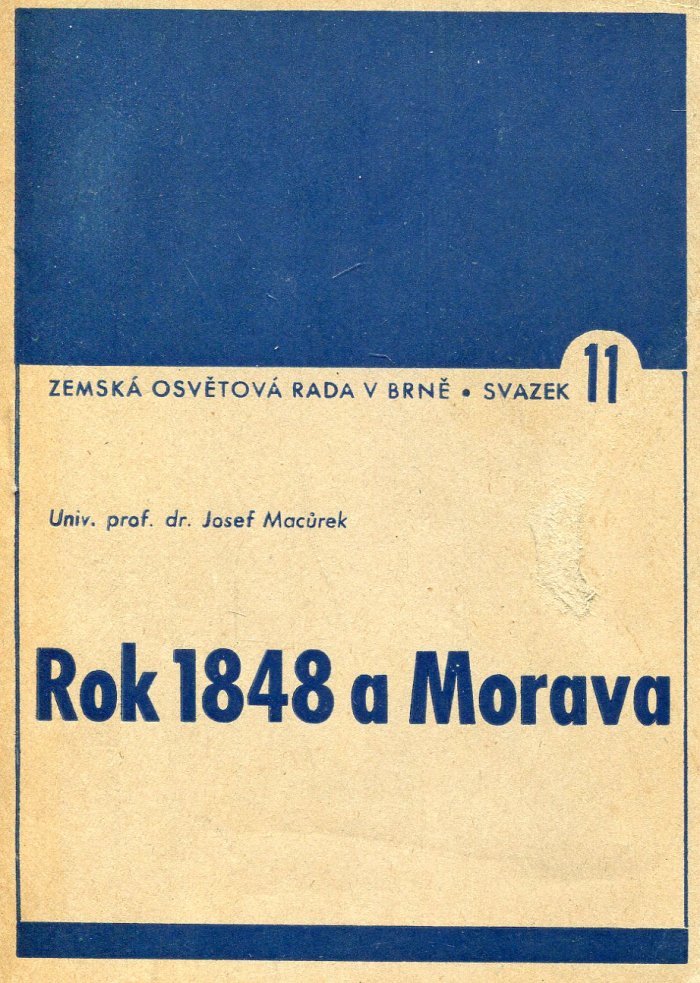 ZEMSKÁ OSVĚTOVÁ RADA V BRNĚ • SVAZEK 11
Univ. prof. dr. Josef Macůrek
Rok 1848 a Morava